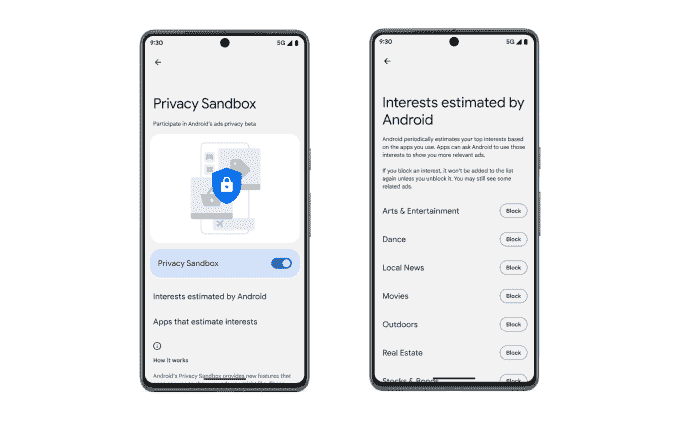 9:30
5G
Privacy Sandbox
Participate in Android's ads privacy beta
Privacy Sandbox
Interests estimated by Android
Apps that estimate interests
How it works
Android's Privacy Sandbox provides new features that
9:30
5G
Interests estimated by
Android
Android periodically estimates your top interests based
on the apps you use. Apps can ask Android to use those
interests to show you more relevant ads.
If you block an interest, it won't be added to the list
again unless you unblock it. You may still see some
related ads.
Arts & Entertainment Block
Dance Block
Local News Block
Movies Block
Outdoors Block
Real Estate Block
Stocks & Bonds Block